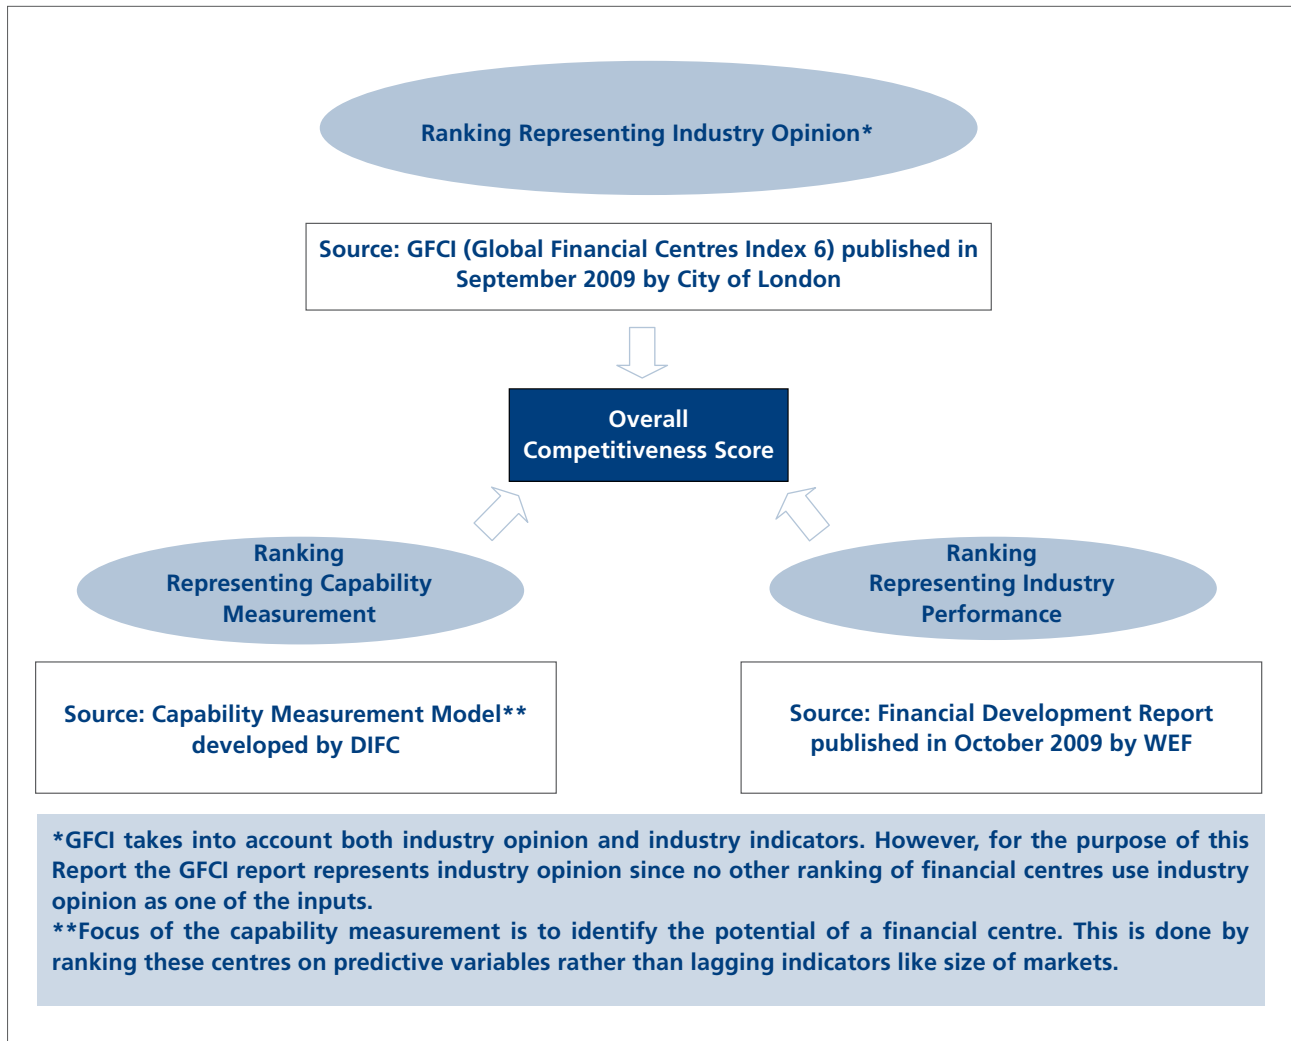 Ranking Representing Industry Opinion*
Source: GFCI (Global Financial Centres Index 6) published in
September 2009 by City of London
Overall
Competitiveness Score
Ranking
Representing Capability
Measurement
Source: Capability Measurement Model**
developed by DIFC
Ranking
Representing Industry
Performance
Source: Financial Development Report
published in October 2009 by WEF
*GFCI takes into account both industry opinion and industry indicators. However, for the purpose of this
Report the GFCI report represents industry opinion since no other ranking of financial centres use industry
opinion as one of the inputs.
**Focus of the capability measurement is to identify the potential of a financial centre. This is done by
ranking these centres on predictive variables rather than lagging indicators like size of markets.